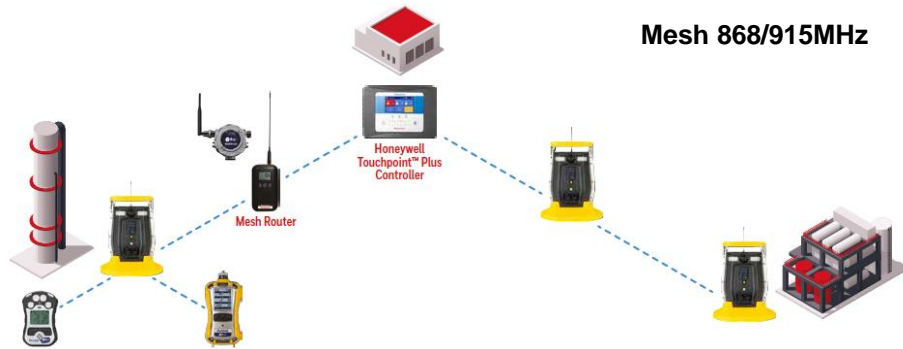 Mesh 868/915MHz
Honeywell
Touchpoint™ Plus
Controller
Mesh Router